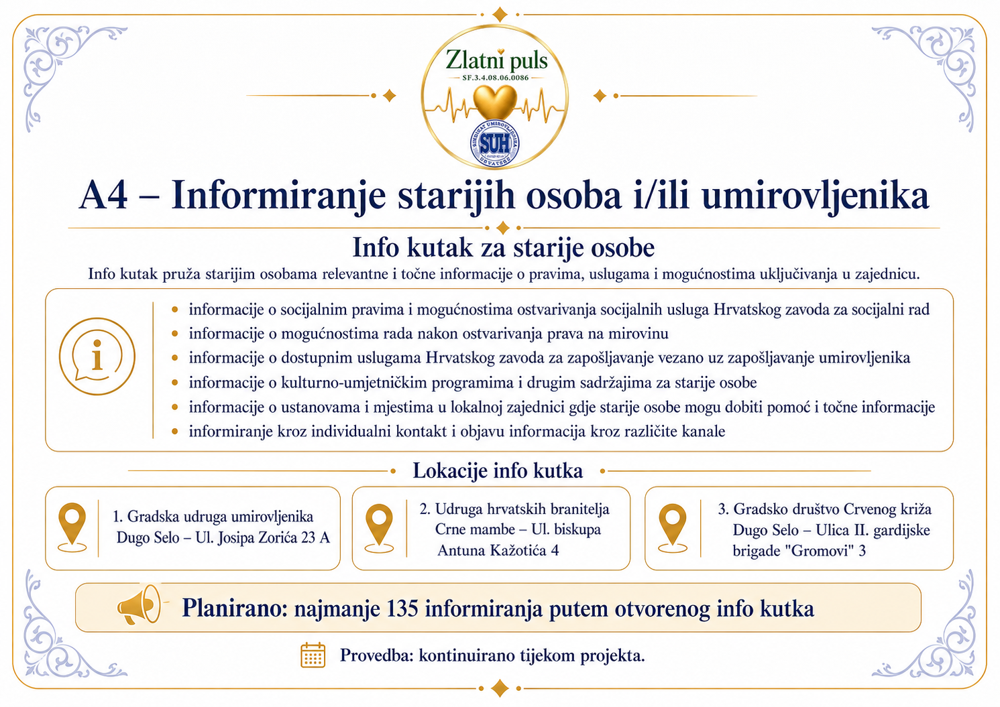 Zlatni puls
SF.3.4.08.06.0086
SINDIKAT UMIROVLJENIKA
SUH
HRVATSKE
A4 – Informiranje starijih osoba i/ili umirovljenika
Info kutak za starije osobe
Info kutak pruža starijim osobama relevantne i točne informacije o pravima, uslugama i mogućnostima uključivanja u zajednicu.
i
• informacije o socijalnim pravima i mogućnostima ostvarivanja socijalnih usluga Hrvatskog zavoda za socijalni rad
• informacije o mogućnostima rada nakon ostvarivanja prava na mirovinu
• informacije o dostupnim uslugama Hrvatskog zavoda za zapošljavanje vezano uz zapošljavanje umirovljenika
• informacije o kulturno-umjetničkim programima i drugim sadržajima za starije osobe
• informacije o ustanovama i mjestima u lokalnoj zajednici gdje starije osobe mogu dobiti pomoć i točne informacije
• informiranje kroz individualni kontakt i objavu informacija kroz različite kanale
Lokacije info kutka
1. Gradska udruga umirovljenika
Dugo Selo – Ul. Josipa Zorića 23 A
2. Udruga hrvatskih branitelja
Crne mambe – Ul. biskupa
Antuna Kažotića 4
3. Gradsko društvo Crvenog križa
Dugo Selo – Ulica II. gardijske
brigade "Gromovi" 3
Planirano: najmanje 135 informiranja putem otvorenog info kutka
Provedba: kontinuirano tijekom projekta.